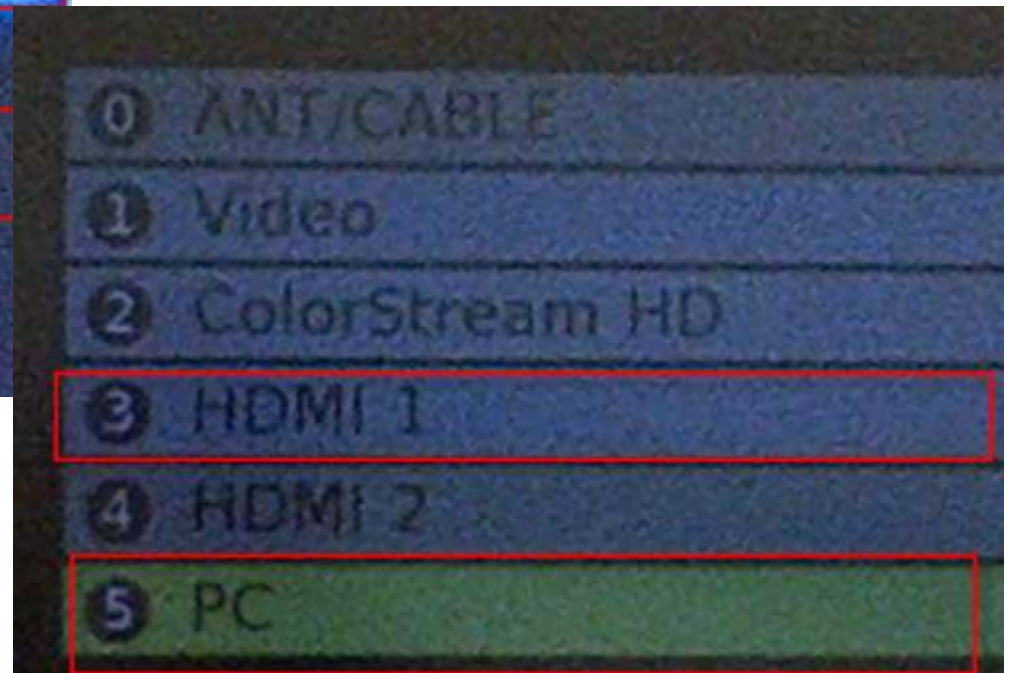 0 ANT/CABLE
1 Video
2 ColorStream HD
3 HDMI 1
4 HDMI 2
5 PC